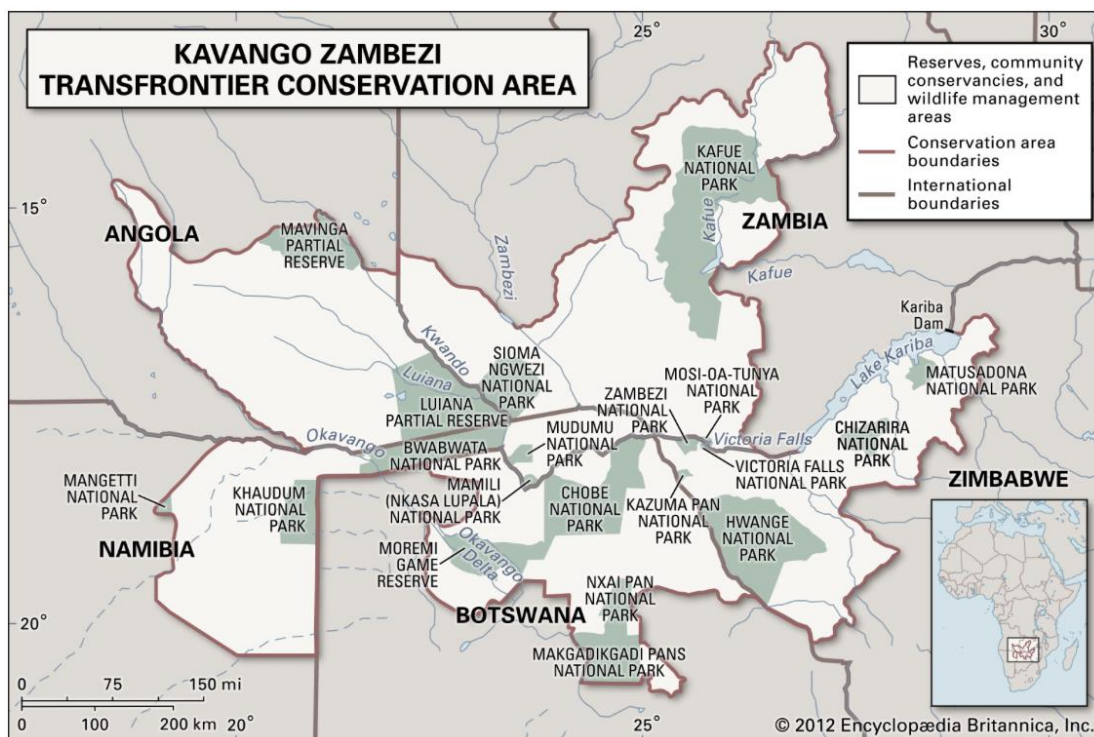 KAVANGO ZAMBEZI
TRANSFRONTIER CONSERVATION AREA
25°
30°
Reserves, community
conservancies, and
wildlife management
areas
Conservation area
boundaries
International
boundaries
15°
ANGOLA
MAVINGA
PARTIAL
RESERVE
Zambezi
KAFUE
NATIONAL
PARK
Kafue
ZAMBIA
Kafue
Kariba
Dam
Lake Kariba
MATUSADONA
NATIONAL PARK
Kwando
SIOMA
NGWEZI
NATIONAL
PARK
Luiana
LUIANA
PARTIAL RESERVE
MOSI-OA-TUNYA
NATIONAL
PARK
ZAMBEZI
NATIONAL
PARK
Victoria Falls
CHIZARIRA
NATIONAL
PARK
Okavango
BWABWATA
NATIONAL PARK
MUDUMU
NATIONAL
PARK
VICTORIA FALLS
NATIONAL PARK
ZIMBABWE
MANGETTI
NATIONAL
PARK
KHAUDUM
NATIONAL
PARK
MAMILI
(NKASA LUPALA)
NATIONAL PARK
CHOBE
NATIONAL
PARK
KAZUMA PAN
NATIONAL
PARK
HWANGE
NATIONAL
PARK
NAMIBIA
MOREMI
GAME
RESERVE
Okavango
Delta
BOTSWANA
NXAI PAN
NATIONAL
PARK
MAKGADIKGADI PANS
NATIONAL PARK
20°
0 75 150 mi
0 100 200 km
20°
25°
© 2012 Encyclopædia Britannica, Inc.